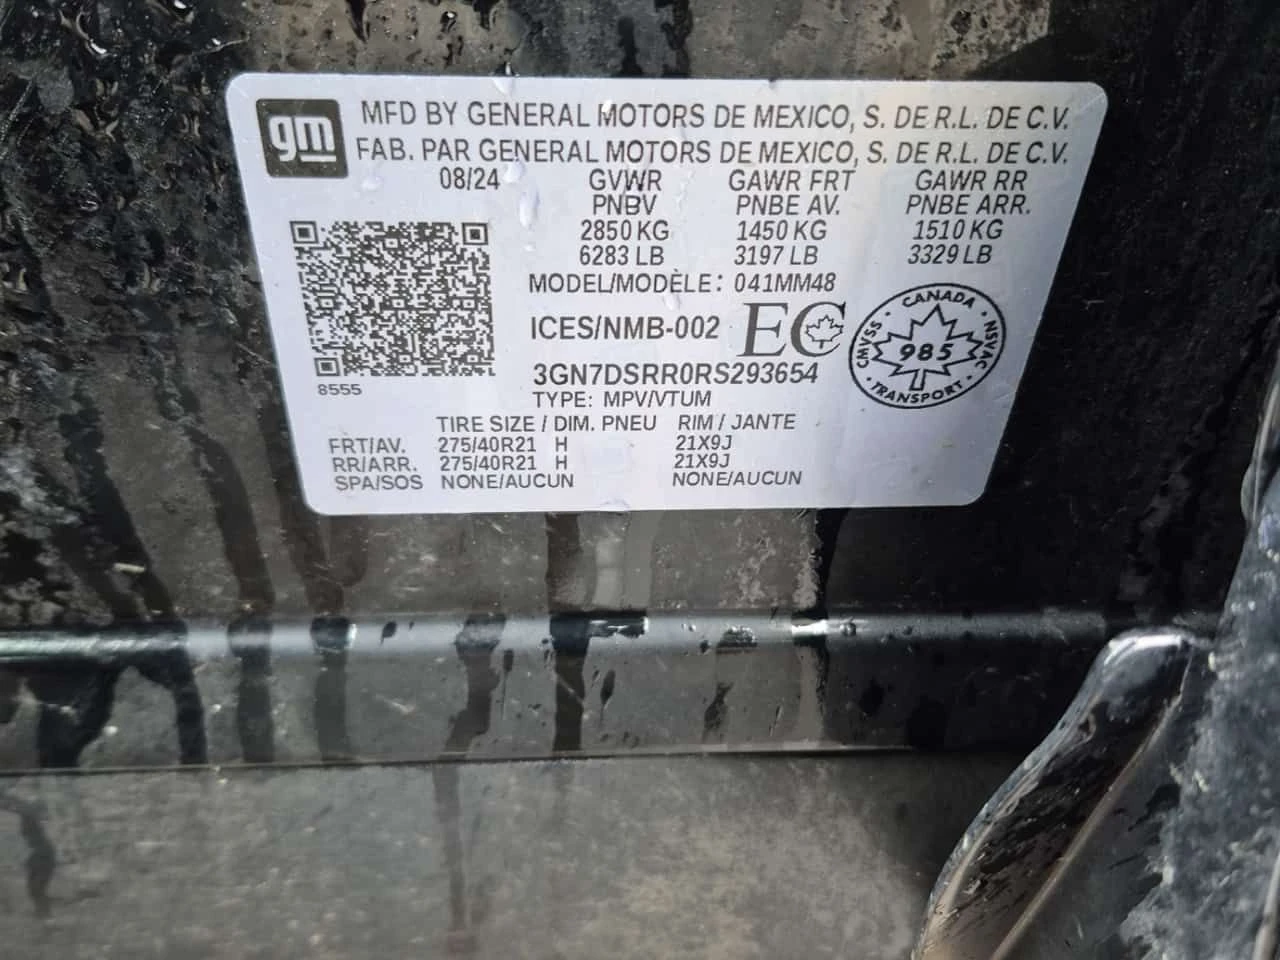 gm
MFD BY GENERAL MOTORS DE MEXICO, S. DE R.L. DE C.V.
FAB. PAR GENERAL MOTORS DE MEXICO, S. DE R.L. DE C.V.
08/24 GVWR GAWR FRT GAWR RR
PNBV PNBE AV. PNBE ARR.
2850 KG 1450 KG 1510 KG
6283 LB 3197 LB 3329 LB
MODEL/MODÈLE: 041MM48
ICES/NMB-002 EC
CANADA
CMVSS 985 NSVAC
TRANSPORT
3GN7DSRR0RS293654
8555
TYPE: MPV/VTUM
TIRE SIZE / DIM. PNEU RIM / JANTE
FRT/AV. 275/40R21 H 21X9J
RR/ARR. 275/40R21 H 21X9J
SPA/SOS NONE/AUCUN NONE/AUCUN